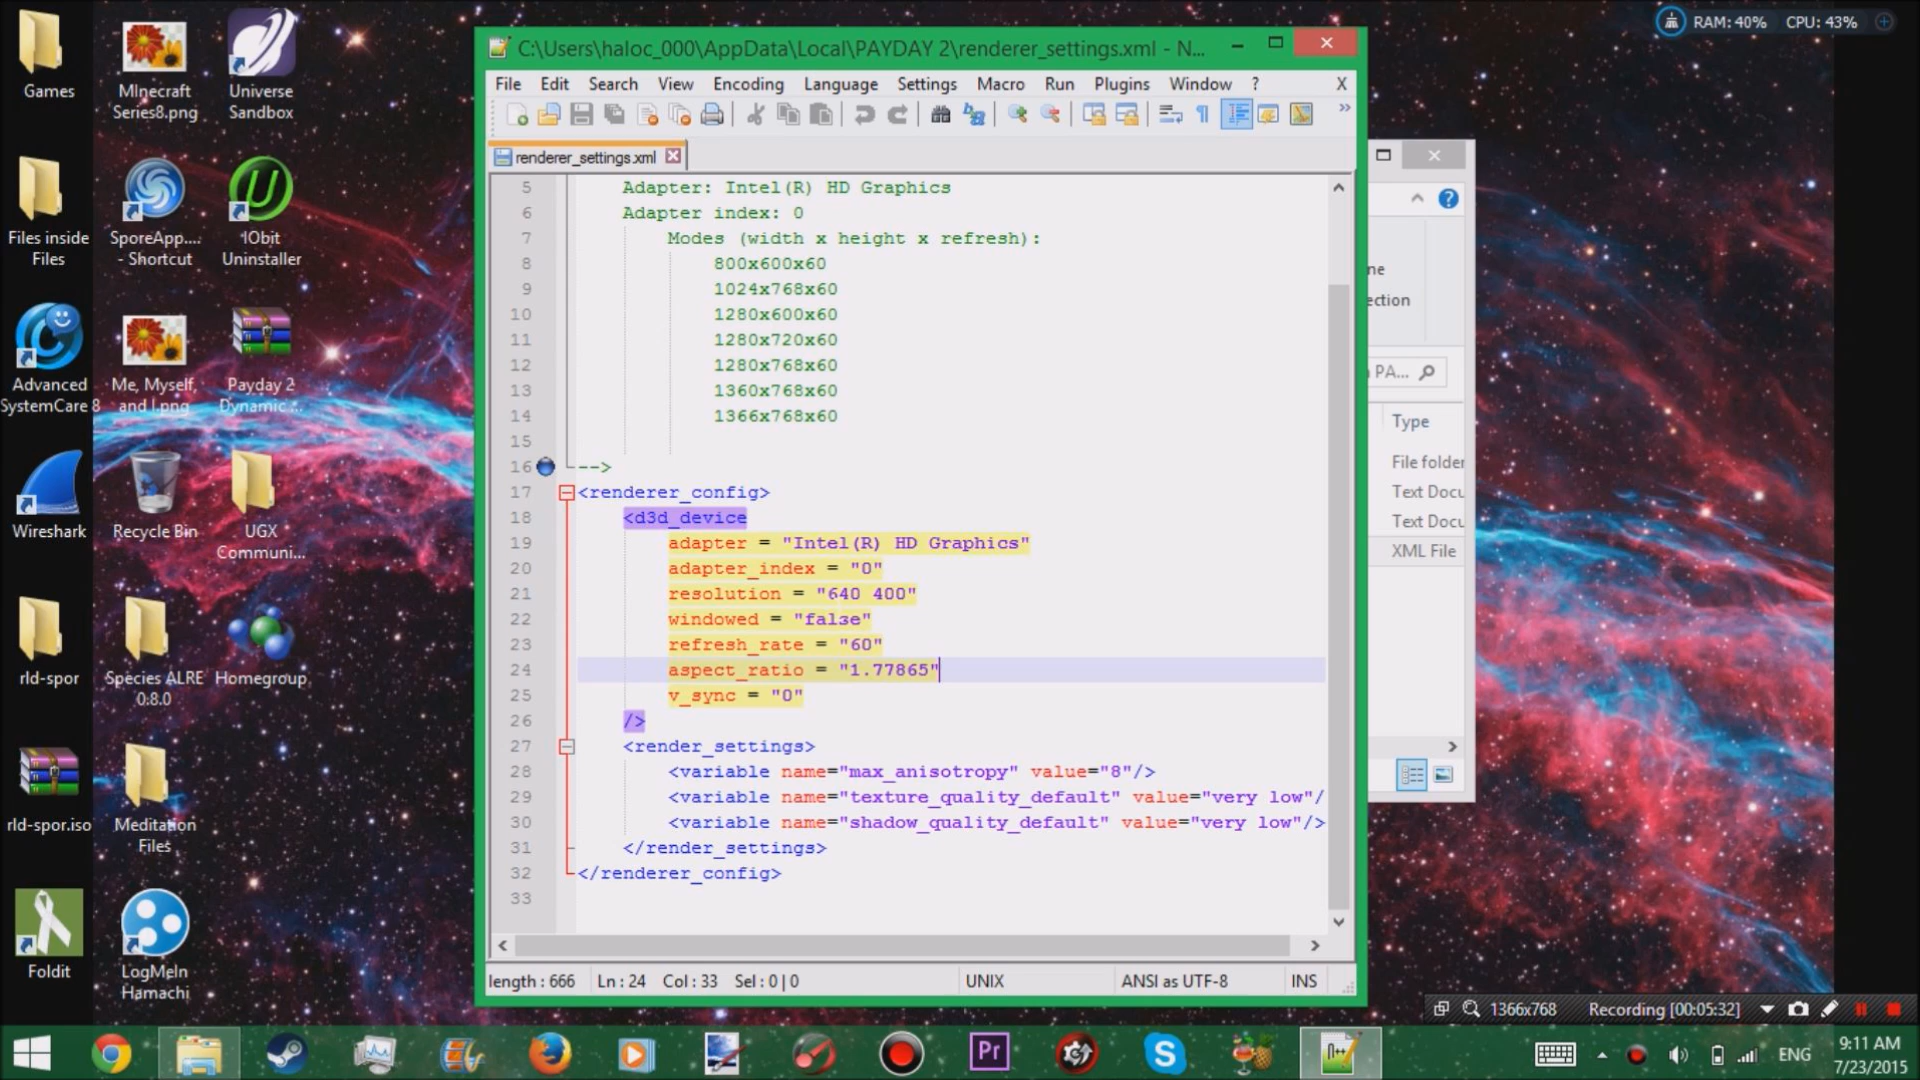 Games
MInecraft
Series8.png
Universe
Sandbox
Files inside
Files
SporeApp....
- Shortcut
IObit
Uninstaller
Advanced
SystemCare 8
Me, Myself,
and I.png
Payday 2
Dynamic ...
Wireshark
Recycle Bin
UGX
Communi...
rld-spor
Species ALRE
0:8.0
Homegroup
rld-spor.iso
Meditation
Files
Foldit
LogMeIn
Hamachi
C:\Users\haloc_000\AppData\Local\PAYDAY 2\renderer_settings.xml - N...
File Edit Search View Encoding Language Settings Macro Run Plugins Window ? X
renderer_settings.xml
5 Adapter: Intel(R) HD Graphics
6 Adapter index: 0
7 Modes (width x height x refresh):
8 800x600x60
9 1024x768x60
10 1280x600x60
11 1280x720x60
12 1280x768x60
13 1360x768x60
14 1366x768x60
15
16 -->
17 <renderer_config>
18 <d3d_device
19 adapter = "Intel(R) HD Graphics"
20 adapter_index = "0"
21 resolution = "640 400"
22 windowed = "false"
23 refresh_rate = "60"
24 aspect_ratio = "1.77865"
25 v_sync = "0"
26 />
27 <render_settings>
28 <variable name="max_anisotropy" value="8"/>
29 <variable name="texture_quality_default" value="very low"/
30 <variable name="shadow_quality_default" value="very low"/>
31 </render_settings>
32 </renderer_config>
33
length : 666 Ln : 24 Col : 33 Sel : 0 | 0 UNIX ANSI as UTF-8 INS
RAM: 40% CPU: 43%
ne
ection
PA...
Type
File folder
Text Docu
Text Docu
XML File
1366x768 Recording [00:05:32]
Pr
S
n++
ENG
9:11 AM
7/23/2015